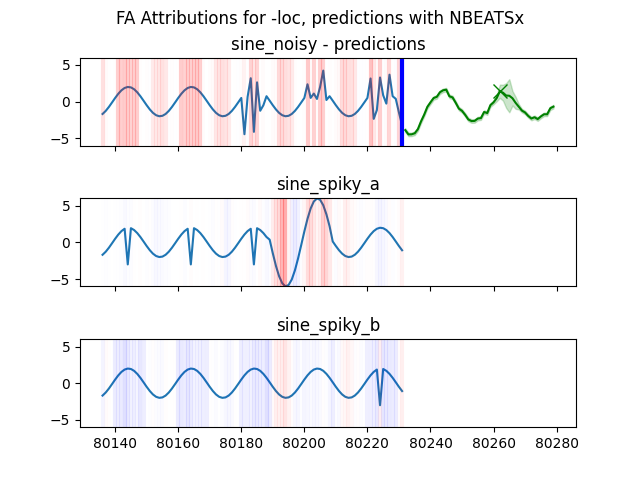 FA Attributions for -loc, predictions with NBEATSx
sine_noisy - predictions
5
0
−5
sine_spiky_a
5
0
−5
sine_spiky_b
5
0
−5
80140 80160 80180 80200 80220 80240 80260 80280